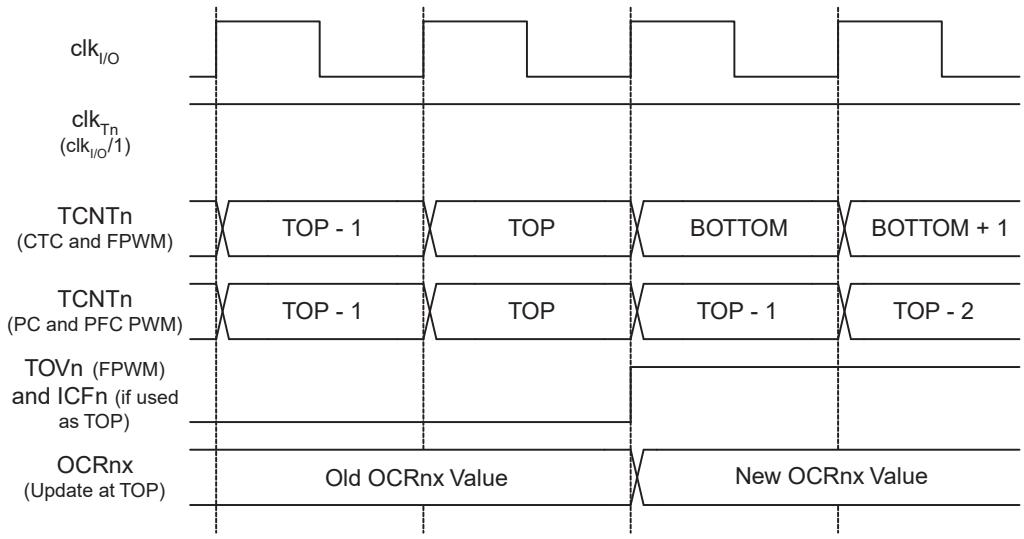 clkI/O
clkTn
(clkI/O/1)
TCNTn
(CTC and FPWM)
TOP - 1
TOP
BOTTOM
BOTTOM + 1
TCNTn
(PC and PFC PWM)
TOP - 1
TOP
TOP - 1
TOP - 2
TOVn (FPWM)
and ICFn (if used
as TOP)
OCRnx
(Update at TOP)
Old OCRnx Value
New OCRnx Value